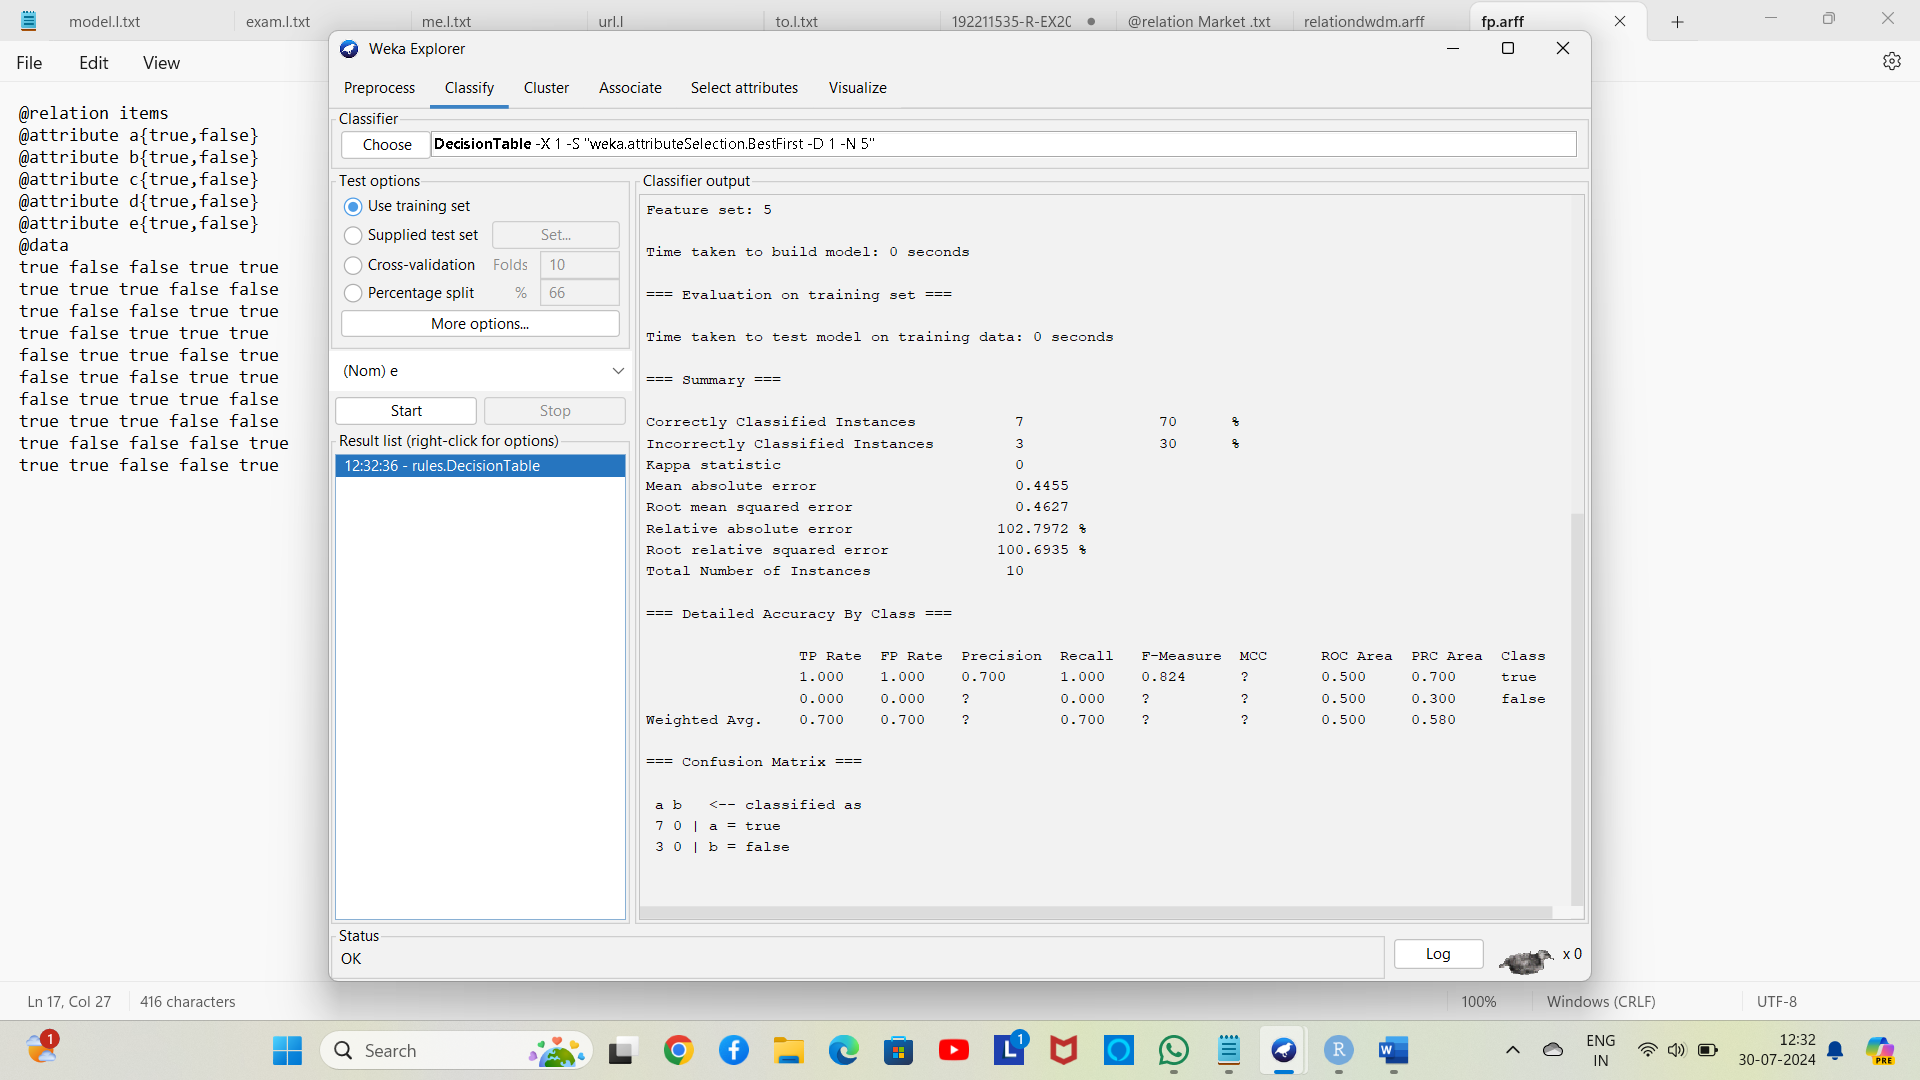 model.l.txt
exam.l.txt
me.l.txt
url.l
to.l.txt
192211535-R-EX20
@relation Market .txt
relationdwdm.arff
fp.arff
File
Edit
View
@relation items
@attribute a{true,false}
@attribute b{true,false}
@attribute c{true,false}
@attribute d{true,false}
@attribute e{true,false}
@data
true false false true true
true true true false false
true false false true true
true false true true true
false true true false true
false true false true true
false true true true false
true true true false false
true false false false true
true true false false true
Weka Explorer
Preprocess
Classify
Cluster
Associate
Select attributes
Visualize
Classifier
Choose
DecisionTable -X 1 -S "weka.attributeSelection.BestFirst -D 1 -N 5"
Test options
Use training set
Supplied test set
Set...
Cross-validation Folds 10
Percentage split % 66
More options...
(Nom) e
Start
Stop
Result list (right-click for options)
12:32:36 - rules.DecisionTable
Classifier output
Feature set: 5
Time taken to build model: 0 seconds
=== Evaluation on training set ===
Time taken to test model on training data: 0 seconds
=== Summary ===
Correctly Classified Instances 7 70 %
Incorrectly Classified Instances 3 30 %
Kappa statistic 0
Mean absolute error 0.4455
Root mean squared error 0.4627
Relative absolute error 102.7972 %
Root relative squared error 100.6935 %
Total Number of Instances 10
=== Detailed Accuracy By Class ===
TP Rate FP Rate Precision Recall F-Measure MCC ROC Area PRC Area Class
1.000 1.000 0.700 1.000 0.824 ? 0.500 0.700 true
0.000 0.000 ? 0.000 ? ? 0.500 0.300 false
Weighted Avg. 0.700 0.700 ? 0.700 ? ? 0.500 0.580
=== Confusion Matrix ===
a b <-- classified as
7 0 | a = true
3 0 | b = false
Status
OK
Log
x 0
Ln 17, Col 27
416 characters
100%
Windows (CRLF)
UTF-8
1
Search
L
1
R
W
ENG
IN
12:32
30-07-2024
PRE